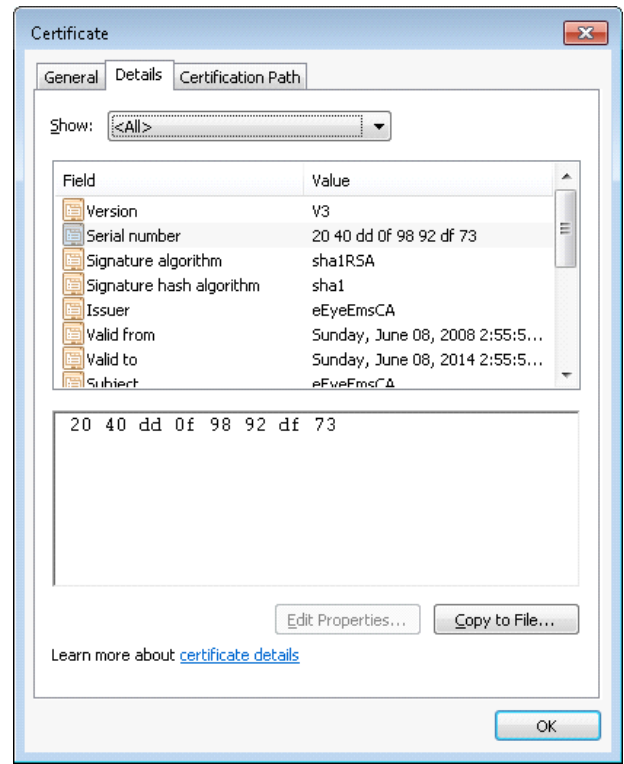 Certificate
General Details Certification Path
Show: <All>
Field Value
Version V3
Serial number 20 40 dd 0f 98 92 df 73
Signature algorithm sha1RSA
Signature hash algorithm sha1
Issuer eEyeEmsCA
Valid from Sunday, June 08, 2008 2:55:5...
Valid to Sunday, June 08, 2014 2:55:5...
Subject eEyeEmsCA
20 40 dd 0f 98 92 df 73
Edit Properties... Copy to File...
Learn more about certificate details
OK